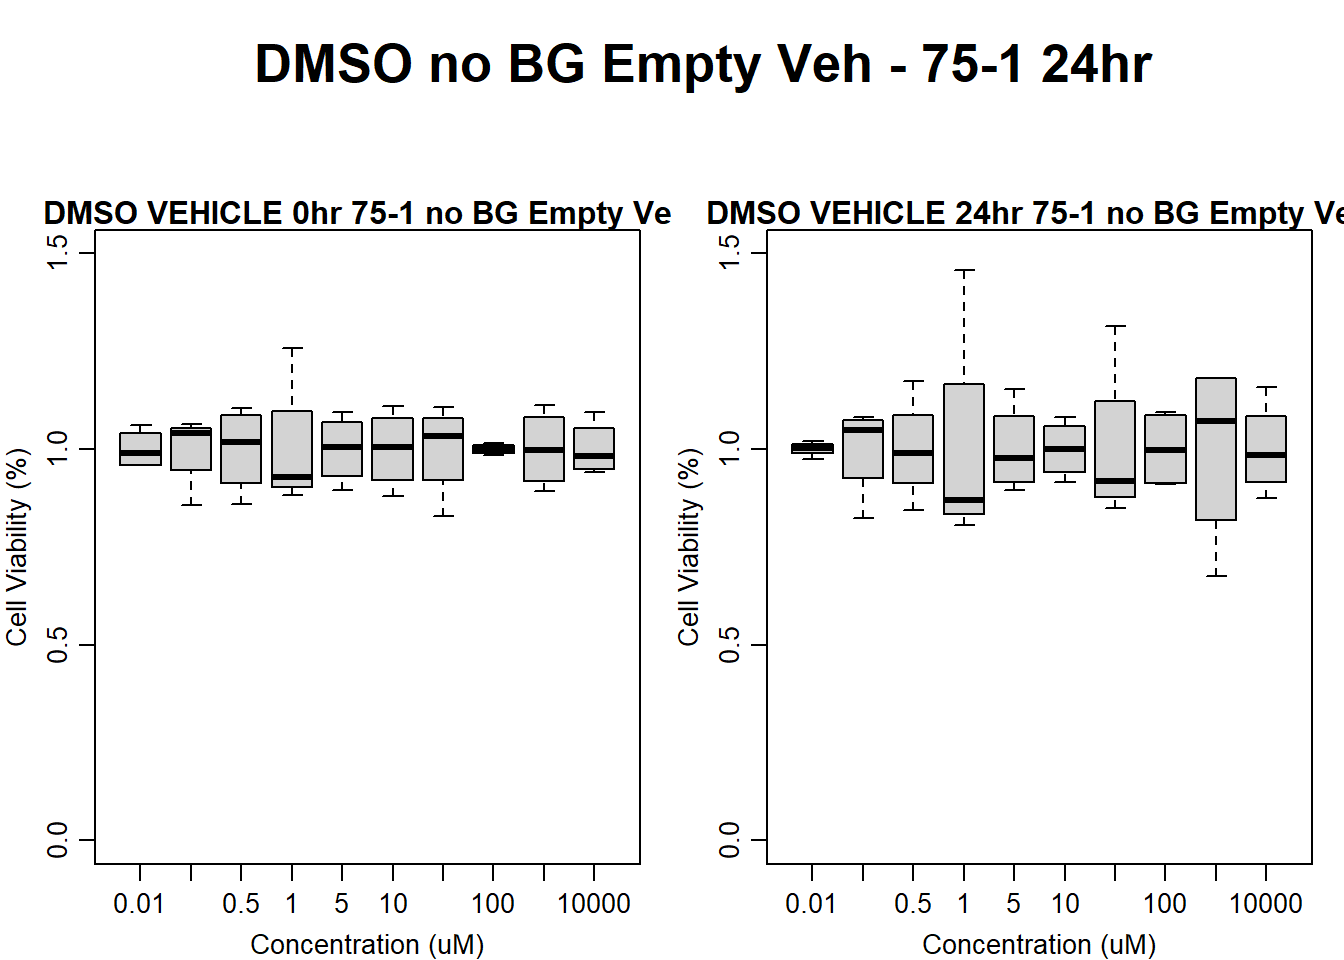 DMSO no BG Empty Veh - 75-1 24hr
DMSO VEHICLE 0hr 75-1 no BG Empty Ve
1.5
1.0
0.5
0.0
Cell Viability (%)
0.01 0.5 1 5 10 100 10000
Concentration (uM)
DMSO VEHICLE 24hr 75-1 no BG Empty Ve
1.5
1.0
0.5
0.0
Cell Viability (%)
0.01 0.5 1 5 10 100 10000
Concentration (uM)